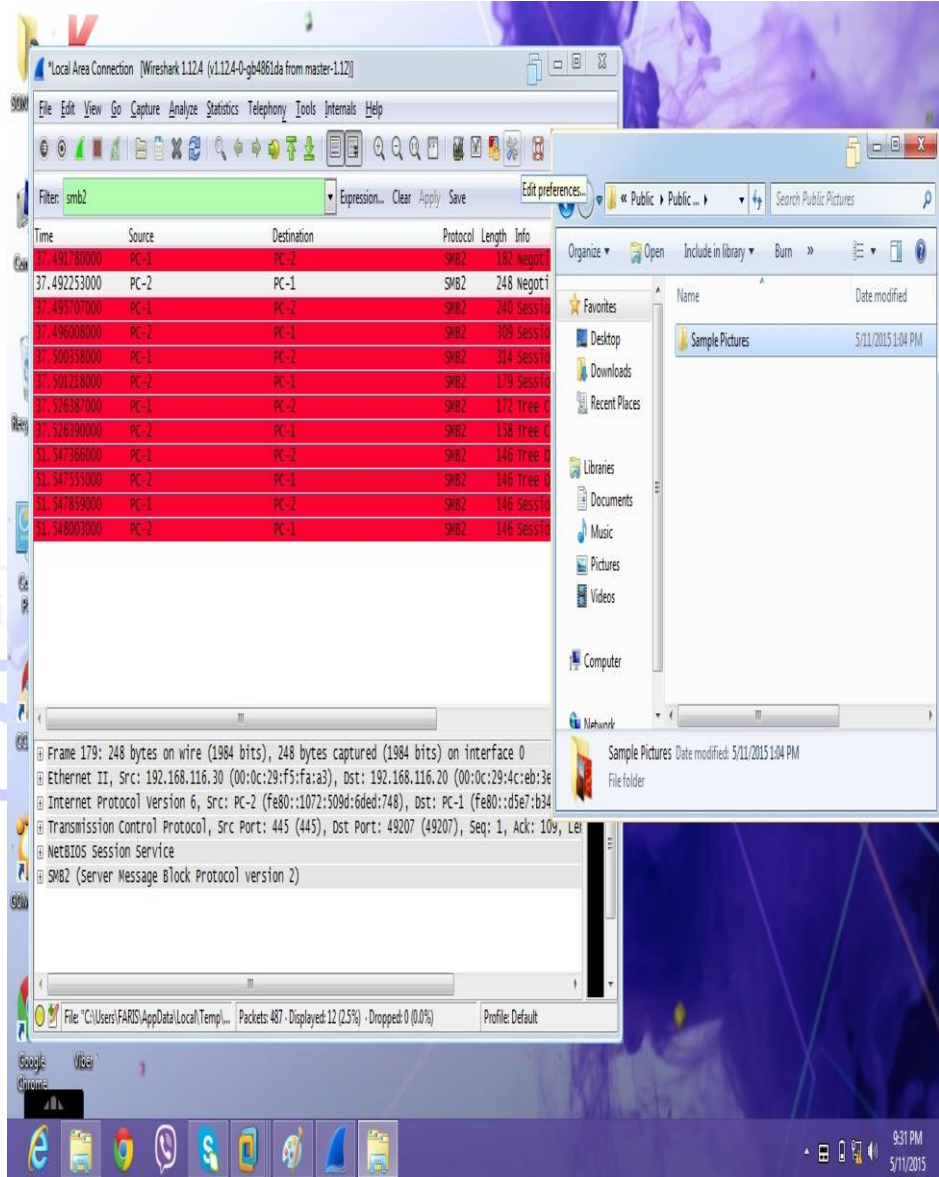 *Local Area Connection [Wireshark 1.12.4 (v1.12.4-0-gb4861da from master-1.12)]
File Edit View Go Capture Analyze Statistics Telephony Tools Internals Help
Filter: smb2 Expression... Clear Apply Save
Edit preferences...
Time Source Destination Protocol Length Info
37.491780000 PC-1 PC-2 SMB2 182 Negoti
37.492253000 PC-2 PC-1 SMB2 248 Negoti
37.495707000 PC-1 PC-2 SMB2 240 Sessio
37.496008000 PC-2 PC-1 SMB2 309 Sessio
37.500358000 PC-1 PC-2 SMB2 314 Sessio
37.501218000 PC-2 PC-1 SMB2 179 Sessio
37.526387000 PC-1 PC-2 SMB2 172 Tree C
37.526390000 PC-2 PC-1 SMB2 158 Tree C
51.547366000 PC-1 PC-2 SMB2 146 Tree D
51.547555000 PC-2 PC-1 SMB2 146 Tree D
51.547859000 PC-1 PC-2 SMB2 146 Sessio
51.548003000 PC-2 PC-1 SMB2 146 Sessio
Frame 179: 248 bytes on wire (1984 bits), 248 bytes captured (1984 bits) on interface 0
Ethernet II, Src: 192.168.116.30 (00:0c:29:f5:fa:a3), Dst: 192.168.116.20 (00:0c:29:4c:eb:3e
Internet Protocol Version 6, Src: PC-2 (fe80::1072:509d:6ded:748), Dst: PC-1 (fe80::d5e7:b34
Transmission Control Protocol, Src Port: 445 (445), Dst Port: 49207 (49207), Seq: 1, Ack: 109, Le
NetBIOS Session Service
SMB2 (Server Message Block Protocol version 2)
File: "C:\Users\FARIS\AppData\Local\Temp\... Packets: 487 · Displayed: 12 (2.5%) · Dropped: 0 (0.0%) Profile: Default
« Public Public ... Search Public Pictures
Organize Open Include in library Burn »
Name Date modified
Favorites
Desktop
Downloads
Recent Places
Libraries
Documents
Music
Pictures
Videos
Computer
Network
Sample Pictures 5/11/2015 1:04 PM
Sample Pictures Date modified: 5/11/2015 1:04 PM
File folder
Google Chrome
Viber
9:31 PM
5/11/2015